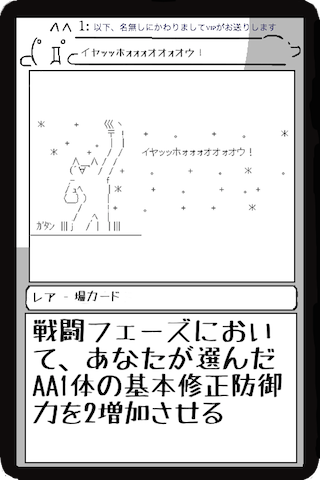 1: 以下、名無しにかわりましてVIPがお送りします
イヤッッホォォォオオォオウ！
イヤッッホォォォオオォオウ！
ｶﾞﾀﾝ
レア - 場カード
戦闘フェーズにおい
て、あなたが選んだ
AA1体の基本修正防御
力を2増加させる